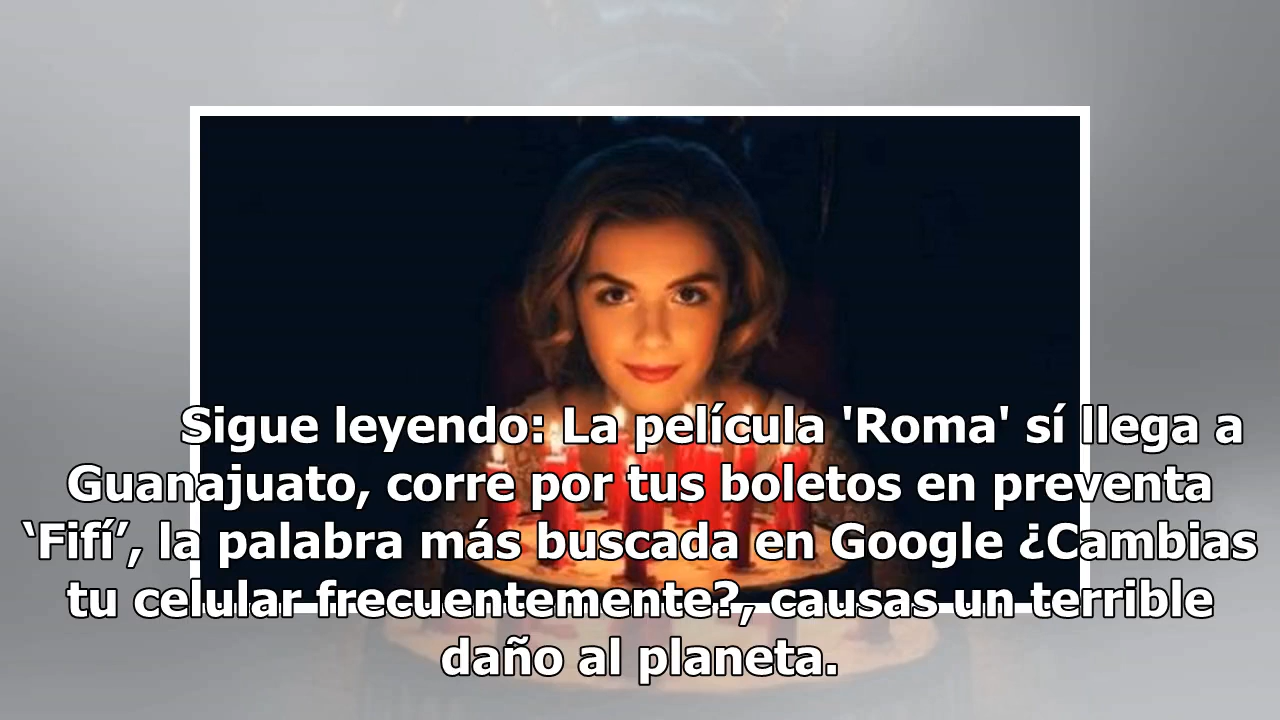 Sigue leyendo: La película 'Roma' sí llega a
Guanajuato, corre por tus boletos en preventa
‘Fifí’, la palabra más buscada en Google ¿Cambias
tu celular frecuentemente?, causas un terrible
daño al planeta.